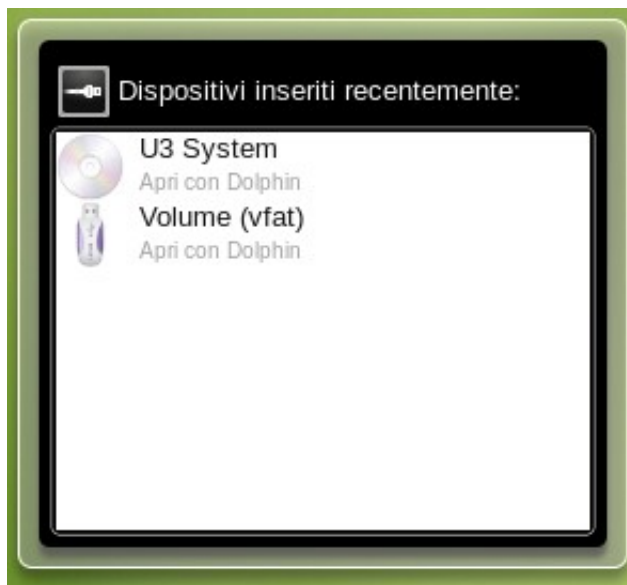 Dispositivi inseriti recentemente:
U3 System
Apri con Dolphin
Volume (vfat)
Apri con Dolphin